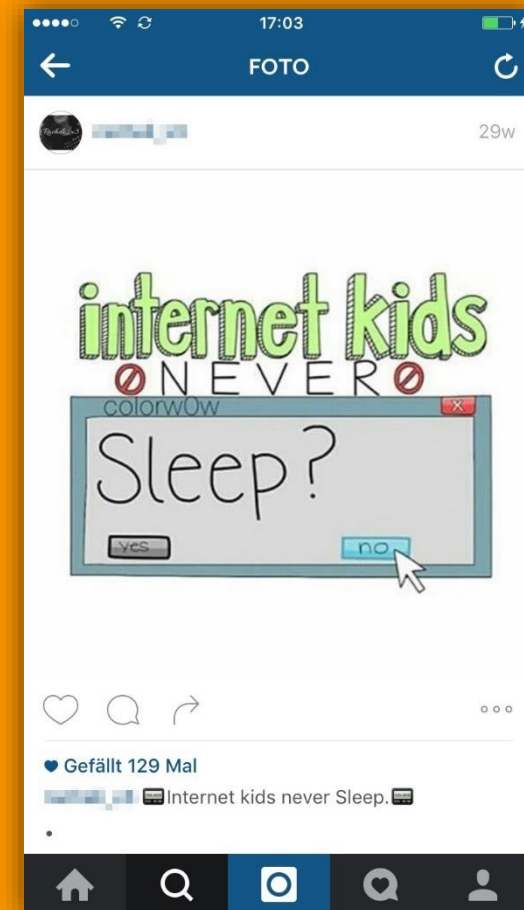 17:03
FOTO
29w
internet kids
NEVER
colorw0w
Sleep?
yes
no
Gefällt 129 Mal
Internet kids never Sleep.